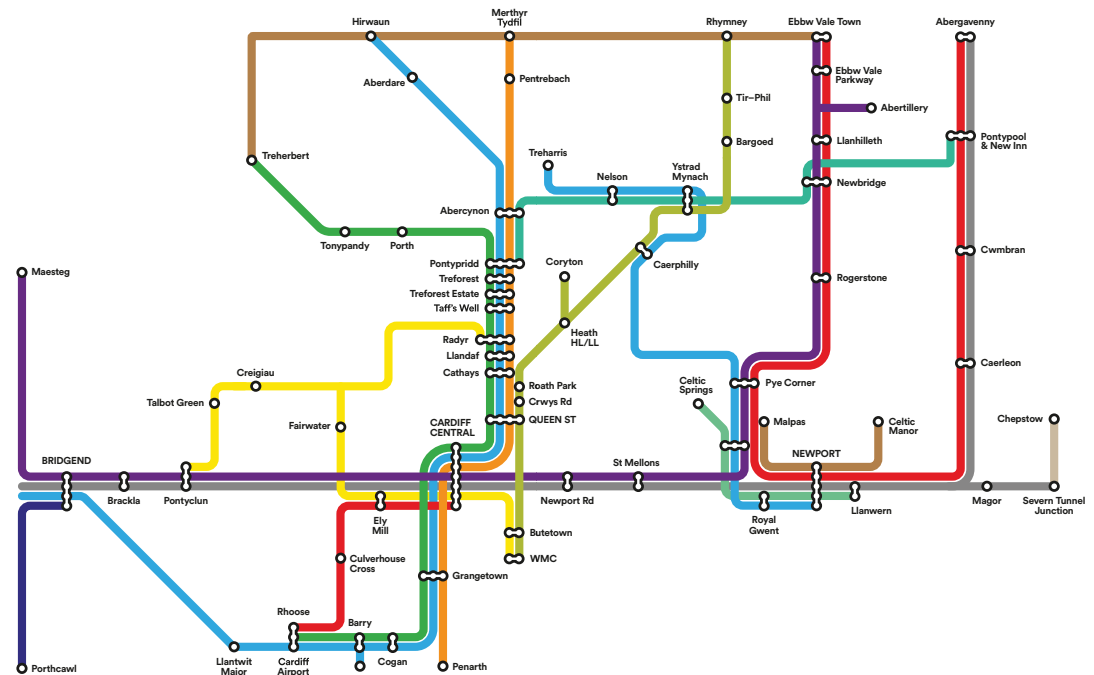 Hirwaun
Merthyr
Tydfil
Rhymney
Ebbw Vale Town
Abergavenny
Aberdare
Pentrebach
Ebbw Vale
Parkway
Tir–Phil
Abertillery
Treherbert
Treharris
Bargoed
Llanhilleth
Pontypool
& New Inn
Nelson
Ystrad
Mynach
Newbridge
Abercynon
Tonypandy
Porth
Maesteg
Pontypridd
Coryton
Caerphilly
Cwmbran
Treforest
Rogerstone
Treforest Estate
Taff's Well
Radyr
Heath
HL/LL
Llandaf
Caerleon
Creigiau
Cathays
Roath Park
Celtic
Springs
Pye Corner
Talbot Green
Crwys Rd
Fairwater
CARDIFF
CENTRAL
QUEEN ST
Malpas
Celtic
Manor
Chepstow
BRIDGEND
St Mellons
NEWPORT
Brackla
Pontyclun
Newport Rd
Magor
Severn Tunnel
Junction
Ely
Mill
Royal
Gwent
Llanwern
Butetown
Culverhouse
Cross
WMC
Grangetown
Rhoose
Barry
Llantwit
Major
Cardiff
Airport
Cogan
Penarth
Porthcawl